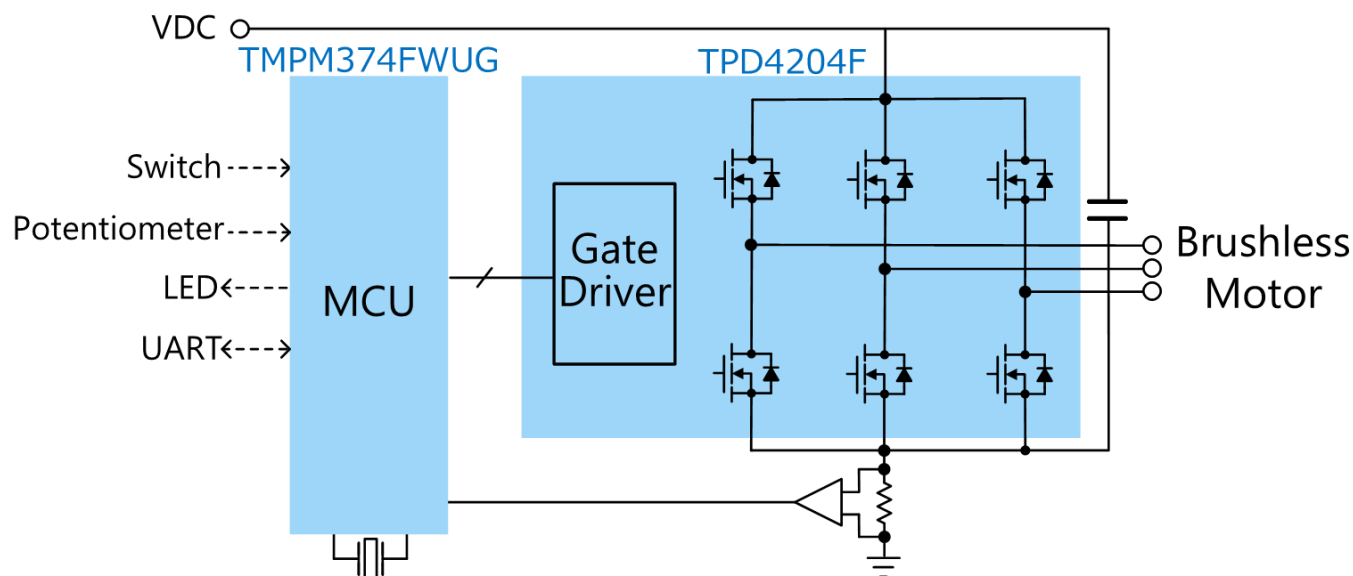 VDC
TMPM374FWUG
TPD4204F
Switch
Potentiometer
LED
UART
MCU
Gate
Driver
Brushless
Motor